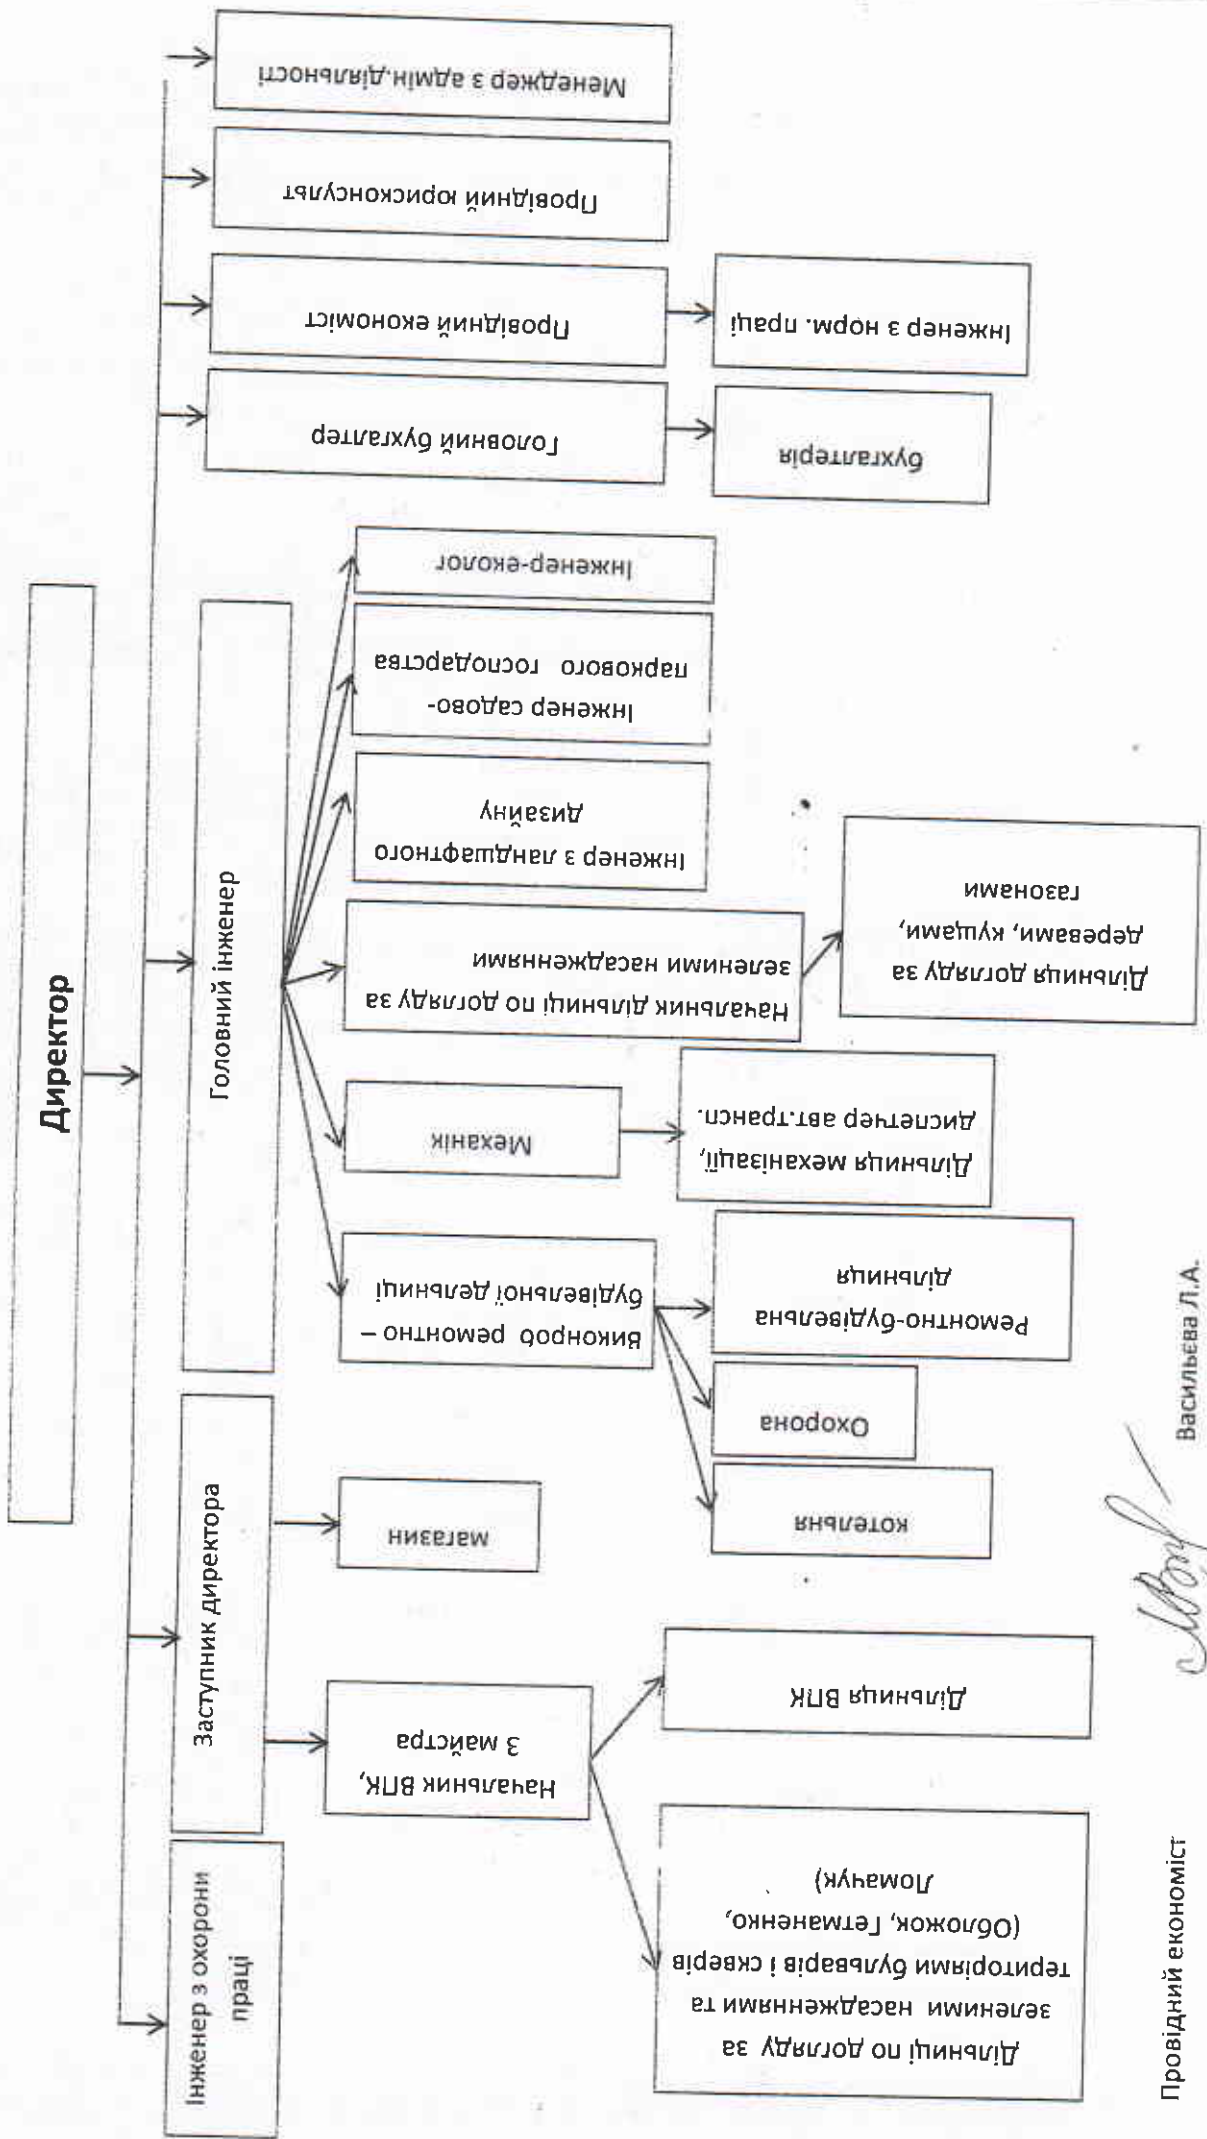 Директор
Інженер з охорони
праці
Заступник директора
Головний інженер
Головний бухгалтер
Провідний економіст
Провідний юрисконсульт
Менеджер з адмін.діяльності
Начальник ВПК,
3 майстра
магазин
Виконроб ремонтно –
будівельної дельниці
Механік
Начальник дільниці по догляду за
зеленими насадженнями
Інженер з ландшафтного
дизайну
Інженер садово-
паркового господарства
Інженер-еколог
бухгалтерія
Інженер з норм. праці
Дільниці по догляду за
зеленими насадженнями та
територіями бульварів і скверів
(Обложок, Гетманенко,
Ломачук)
Дільниця ВПК
котельня
Охорона
Ремонтно-будівельна
дільниця
Дільниця механізації,
диспетчер авт.трансп.
Дільниця догляду за
деревами, кущами,
газонами
Провідний економіст
Васильєва Л.А.